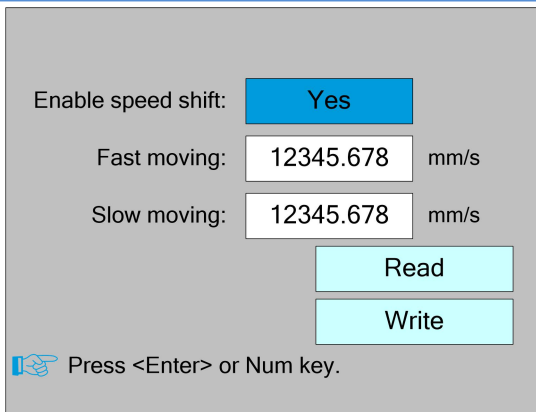 Enable speed shift: Yes
Fast moving: 12345.678 mm/s
Slow moving: 12345.678 mm/s
Read
Write
Press <Enter> or Num key.